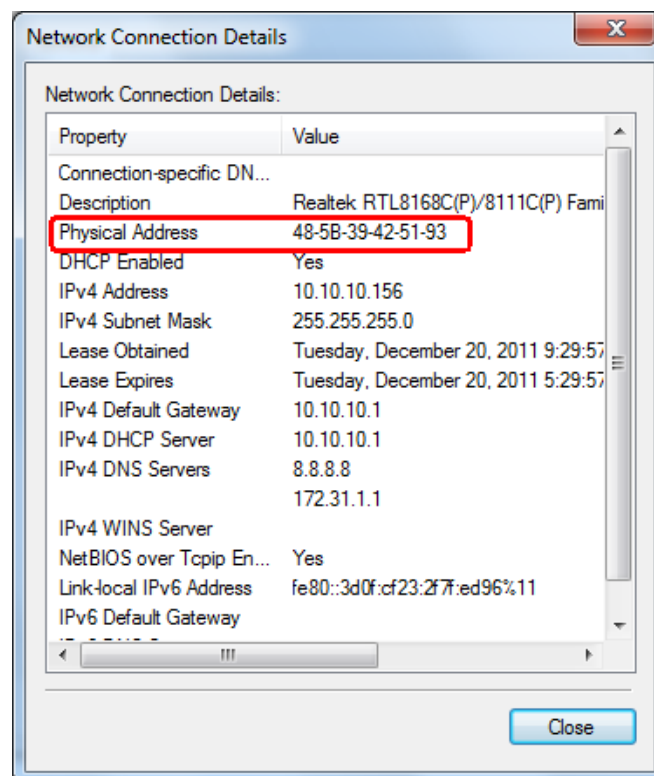 Network Connection Details
Network Connection Details:
Property Value
Connection-specific DN...
Description Realtek RTL8168C(P)/8111C(P) Fami
Physical Address 48-5B-39-42-51-93
DHCP Enabled Yes
IPv4 Address 10.10.10.156
IPv4 Subnet Mask 255.255.255.0
Lease Obtained Tuesday, December 20, 2011 9:29:57
Lease Expires Tuesday, December 20, 2011 5:29:57
IPv4 Default Gateway 10.10.10.1
IPv4 DHCP Server 10.10.10.1
IPv4 DNS Servers 8.8.8.8
172.31.1.1
IPv4 WINS Server
NetBIOS over Tcpip En... Yes
Link-local IPv6 Address fe80::3d0f:cf23:2f7f:ed96%11
IPv6 Default Gateway
Close